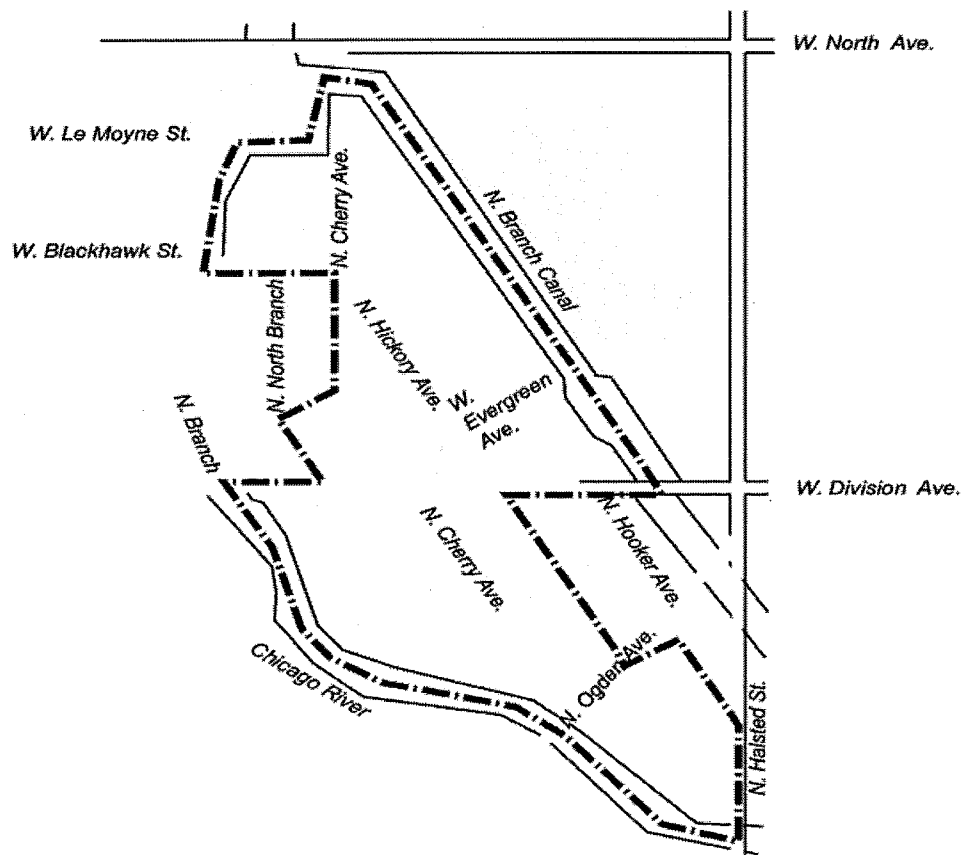 W. North Ave.
W. Le Moyne St.
N. Cherry Ave.
N. Branch Canal
W. Blackhawk St.
N. North Branch
N. Hickory Ave.
W.
Evergreen
Ave.
N. Branch
W. Division Ave.
N. Cherry Ave.
N. Hooker Ave.
Chicago River
N. Ogden Ave.
N. Halsted St.